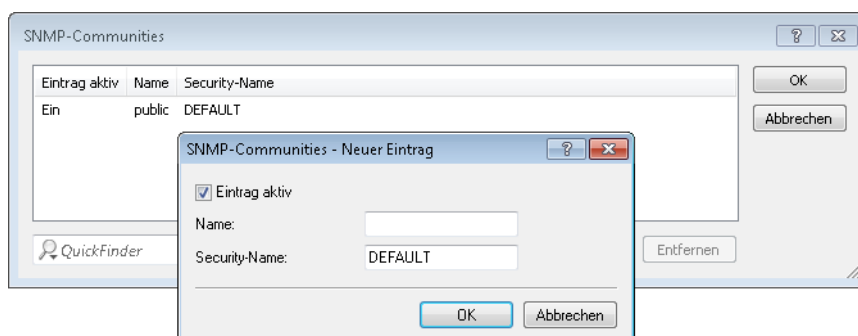 SNMP-Communities
Eintrag aktiv Name Security-Name
OK
Ein public DEFAULT
Abbrechen
SNMP-Communities - Neuer Eintrag
Eintrag aktiv
Name:
Security-Name: DEFAULT
QuickFinder
Entfernen
OK Abbrechen